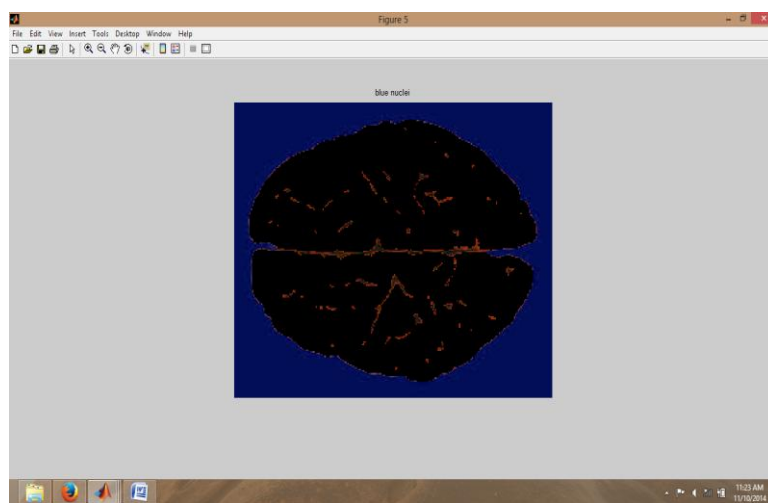 Figure 5
File Edit View Insert Tools Desktop Window Help
blue nuclei
11:23 AM
11/10/2014